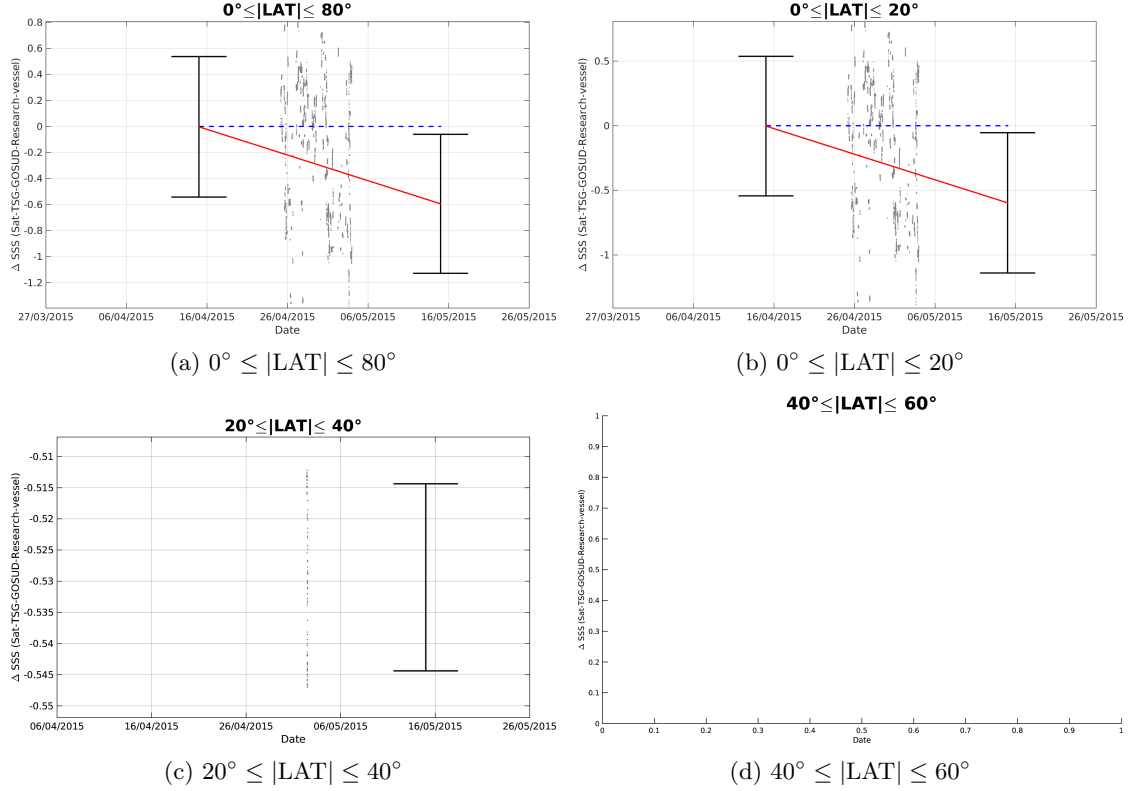 0°≤|LAT|≤ 80°
0.8
0.6
0.4
0.2
0
-0.2
-0.4
-0.6
-0.8
-1
-1.2
Δ SSS (Sat-TSG-GOSUD-Research-vessel)
27/03/2015 06/04/2015 16/04/2015 26/04/2015 06/05/2015 16/05/2015 26/05/2015
Date
(a) 0° ≤ |LAT| ≤ 80°
0°≤|LAT|≤ 20°
0.5
0
-0.5
-1
Δ SSS (Sat-TSG-GOSUD-Research-vessel)
27/03/2015 06/04/2015 16/04/2015 26/04/2015 06/05/2015 16/05/2015 26/05/2015
Date
(b) 0° ≤ |LAT| ≤ 20°
20°≤|LAT|≤ 40°
-0.51
-0.515
-0.52
-0.525
-0.53
-0.535
-0.54
-0.545
-0.55
Δ SSS (Sat-TSG-GOSUD-Research-vessel)
06/04/2015 16/04/2015 26/04/2015 06/05/2015 16/05/2015 26/05/2015
Date
(c) 20° ≤ |LAT| ≤ 40°
40°≤|LAT|≤ 60°
1
0.9
0.8
0.7
0.6
0.5
0.4
0.3
0.2
0.1
0
Δ SSS (Sat-TSG-GOSUD-Research-vessel)
0 0.1 0.2 0.3 0.4 0.5 0.6 0.7 0.8 0.9 1
Date
(d) 40° ≤ |LAT| ≤ 60°